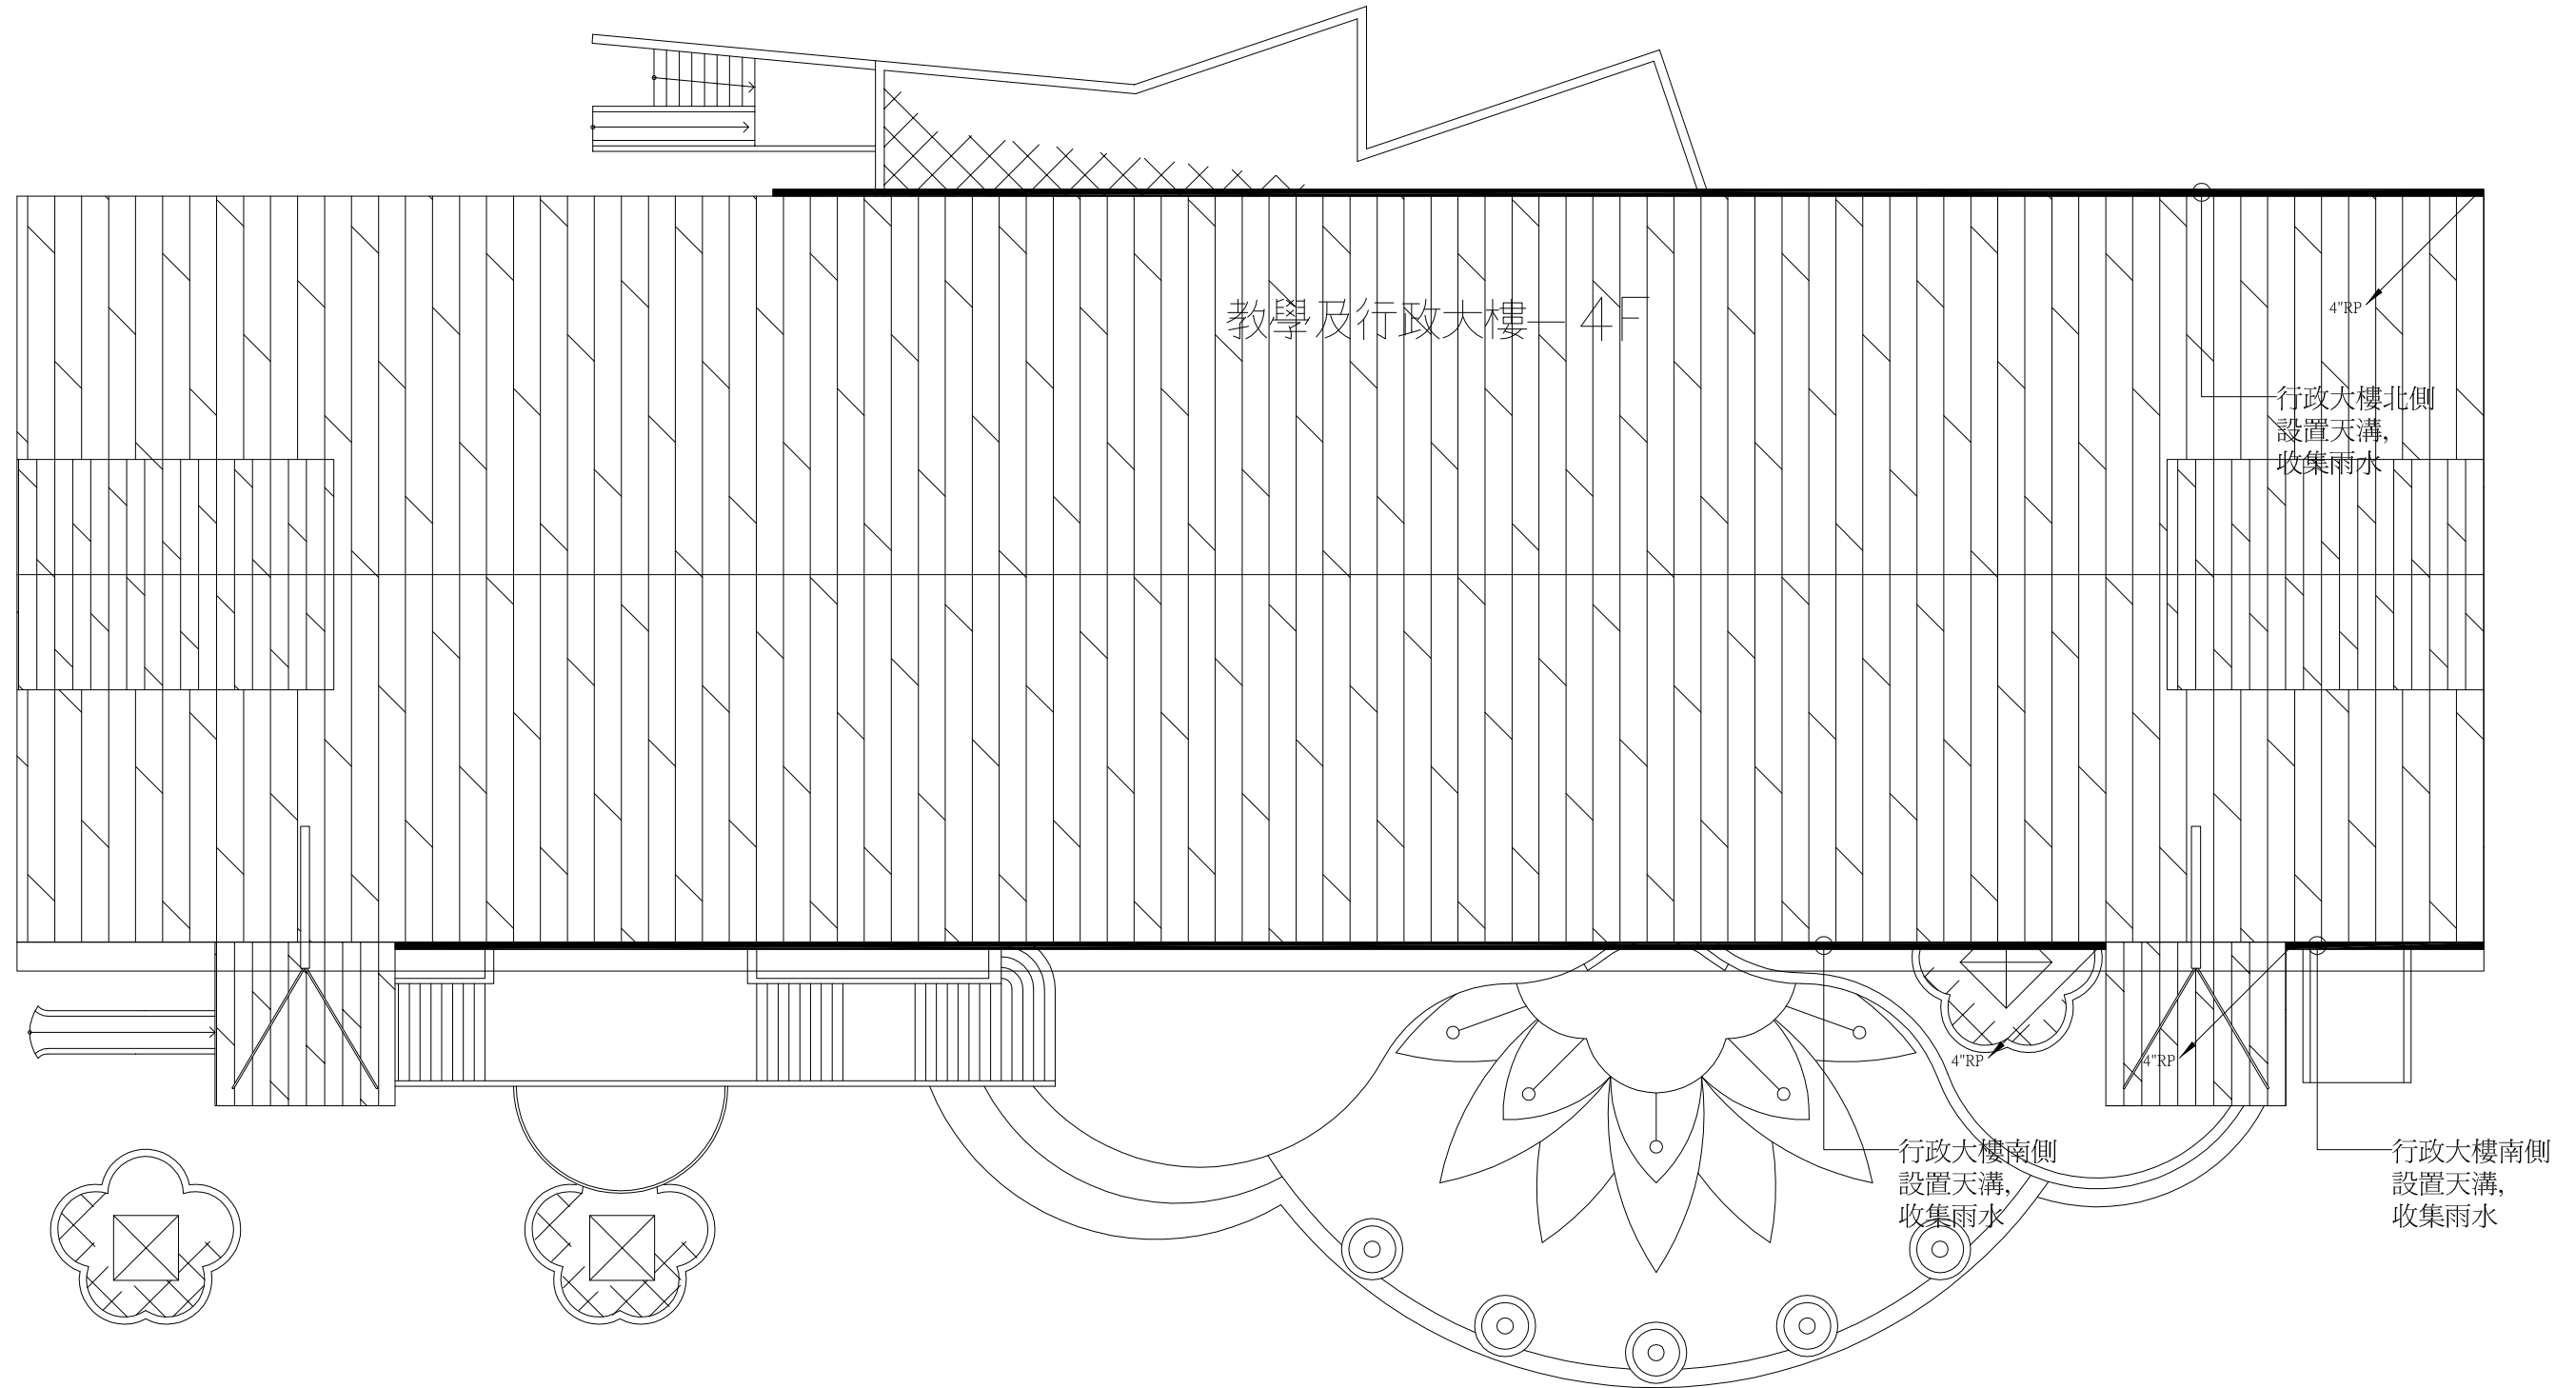 教學及行政大樓— 4F
4"RP
行政大樓北側
設置天溝,
收集雨水
4"RP
4"RP
行政大樓南側
設置天溝,
收集雨水
行政大樓南側
設置天溝,
收集雨水